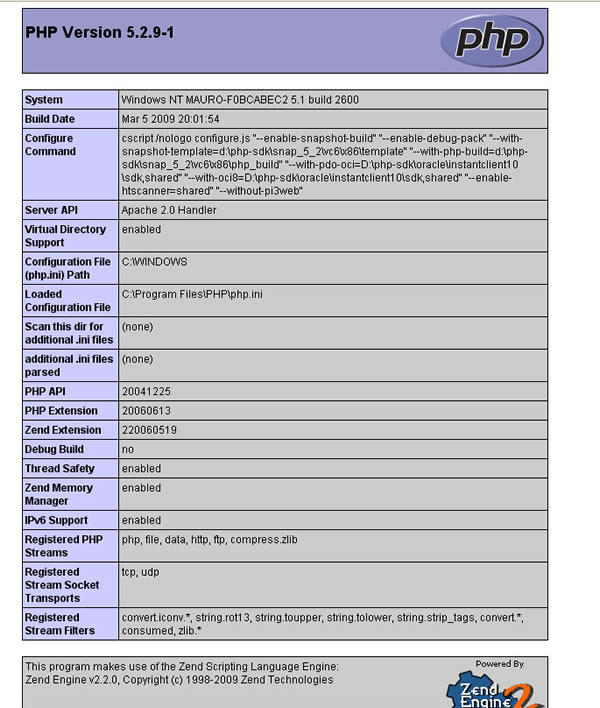 PHP Version 5.2.9-1
php
System Windows NT MAURO-F0BCABEC2 5.1 build 2600
Build Date Mar 5 2009 20:01:54
Configure Command cscript /nologo configure.js "--enable-snapshot-build" "--enable-debug-pack" "--with-
snapshot-template=d:\php-sdk\snap_5_2\vc6\x86\template" "--with-php-build=d:\php-
sdk\snap_5_2\vc6\x86\php_build" "--with-pdo-oci=D:\php-sdk\oracle\instantclient10
\sdk,shared" "--with-oci8=D:\php-sdk\oracle\instantclient10\sdk,shared" "--enable-
htscanner=shared" "--without-pi3web"
Server API Apache 2.0 Handler
Virtual Directory
Support enabled
Configuration File
(php.ini) Path C:\WINDOWS
Loaded
Configuration File C:\Program Files\PHP\php.ini
Scan this dir for
additional .ini files (none)
additional .ini files
parsed (none)
PHP API 20041225
PHP Extension 20060613
Zend Extension 220060519
Debug Build no
Thread Safety enabled
Zend Memory
Manager enabled
IPv6 Support enabled
Registered PHP
Streams php, file, data, http, ftp, compress.zlib
Registered
Stream Socket
Transports tcp, udp
Registered
Stream Filters convert.iconv.*, string.rot13, string.toupper, string.tolower, string.strip_tags, convert.*,
consumed, zlib.*
This program makes use of the Zend Scripting Language Engine:
Zend Engine v2.2.0, Copyright (c) 1998-2009 Zend Technologies
Powered By
Zend
Engine 2